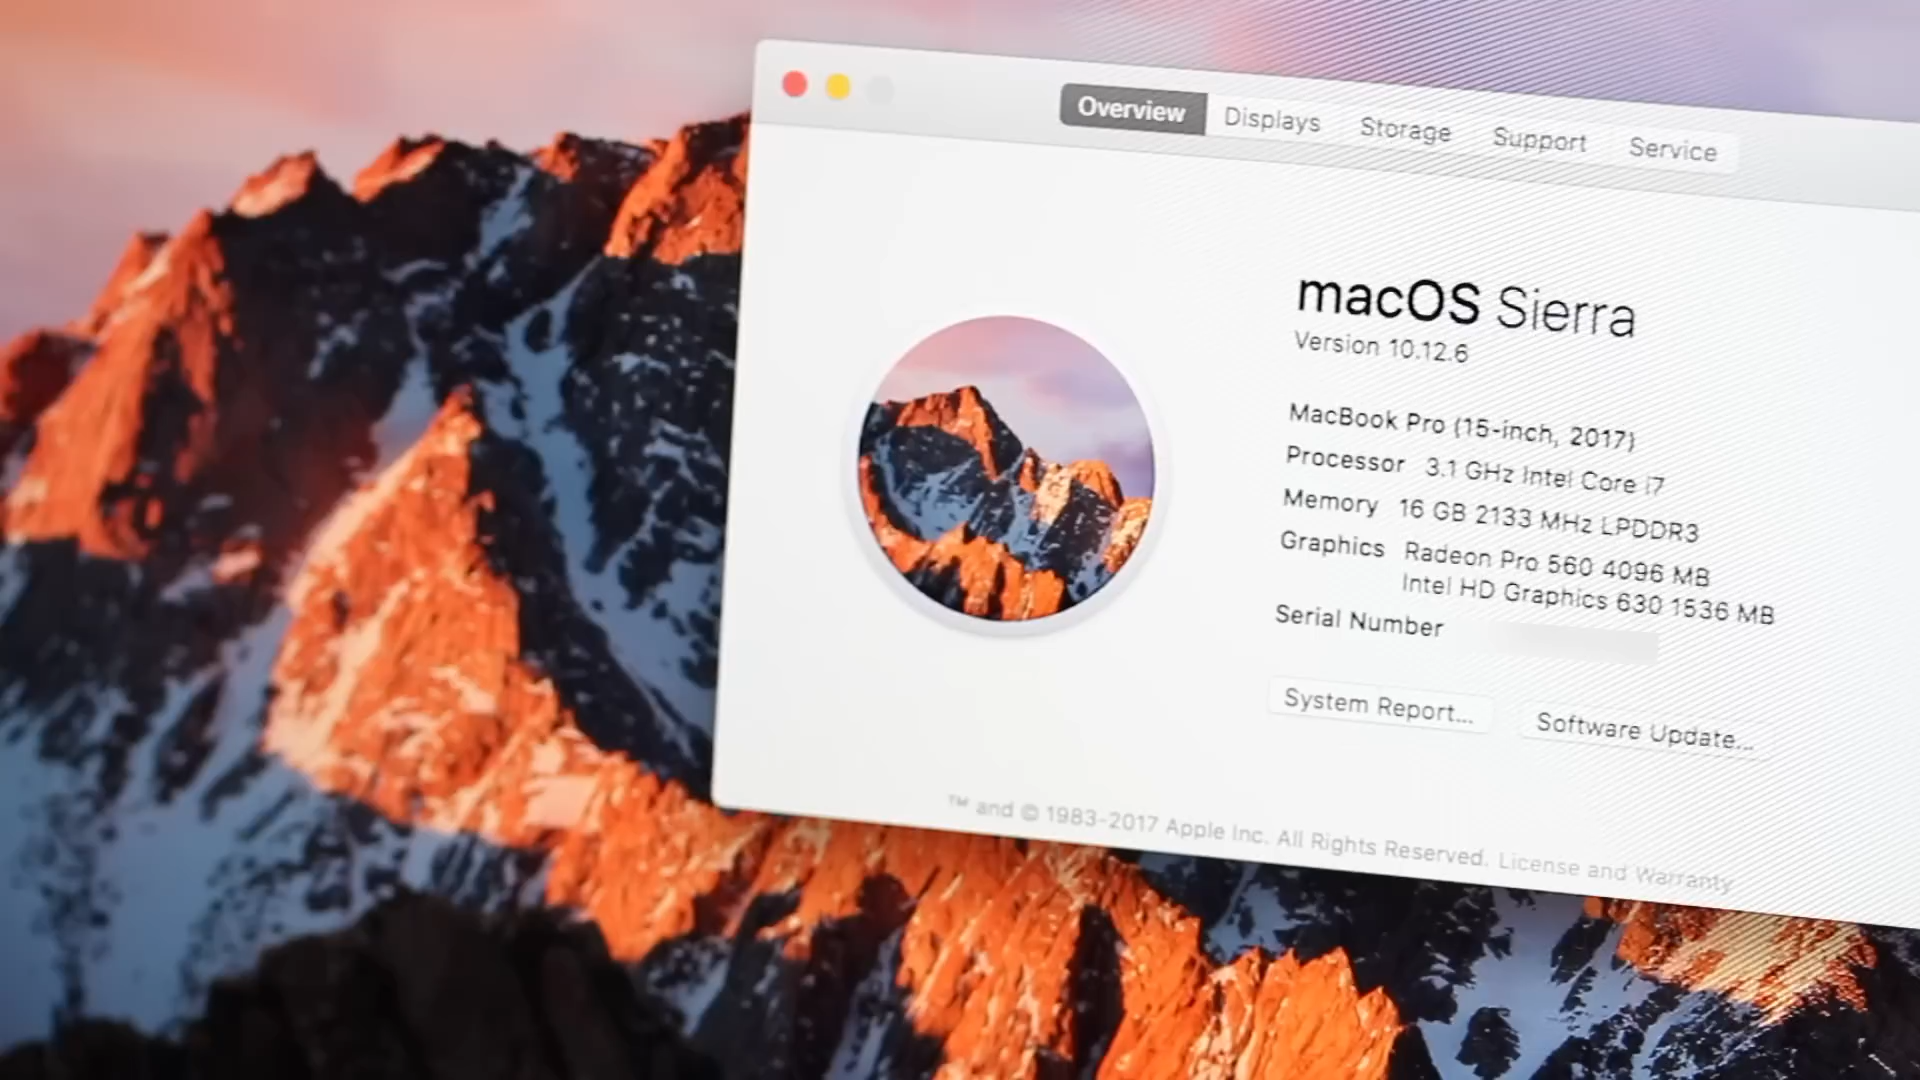 Overview Displays Storage Support Service
macOS Sierra
Version 10.12.6
MacBook Pro (15-inch, 2017)
Processor 3.1 GHz Intel Core i7
Memory 16 GB 2133 MHz LPDDR3
Graphics Radeon Pro 560 4096 MB
Intel HD Graphics 630 1536 MB
Serial Number
System Report... Software Update...
™ and © 1983-2017 Apple Inc. All Rights Reserved. License and Warranty